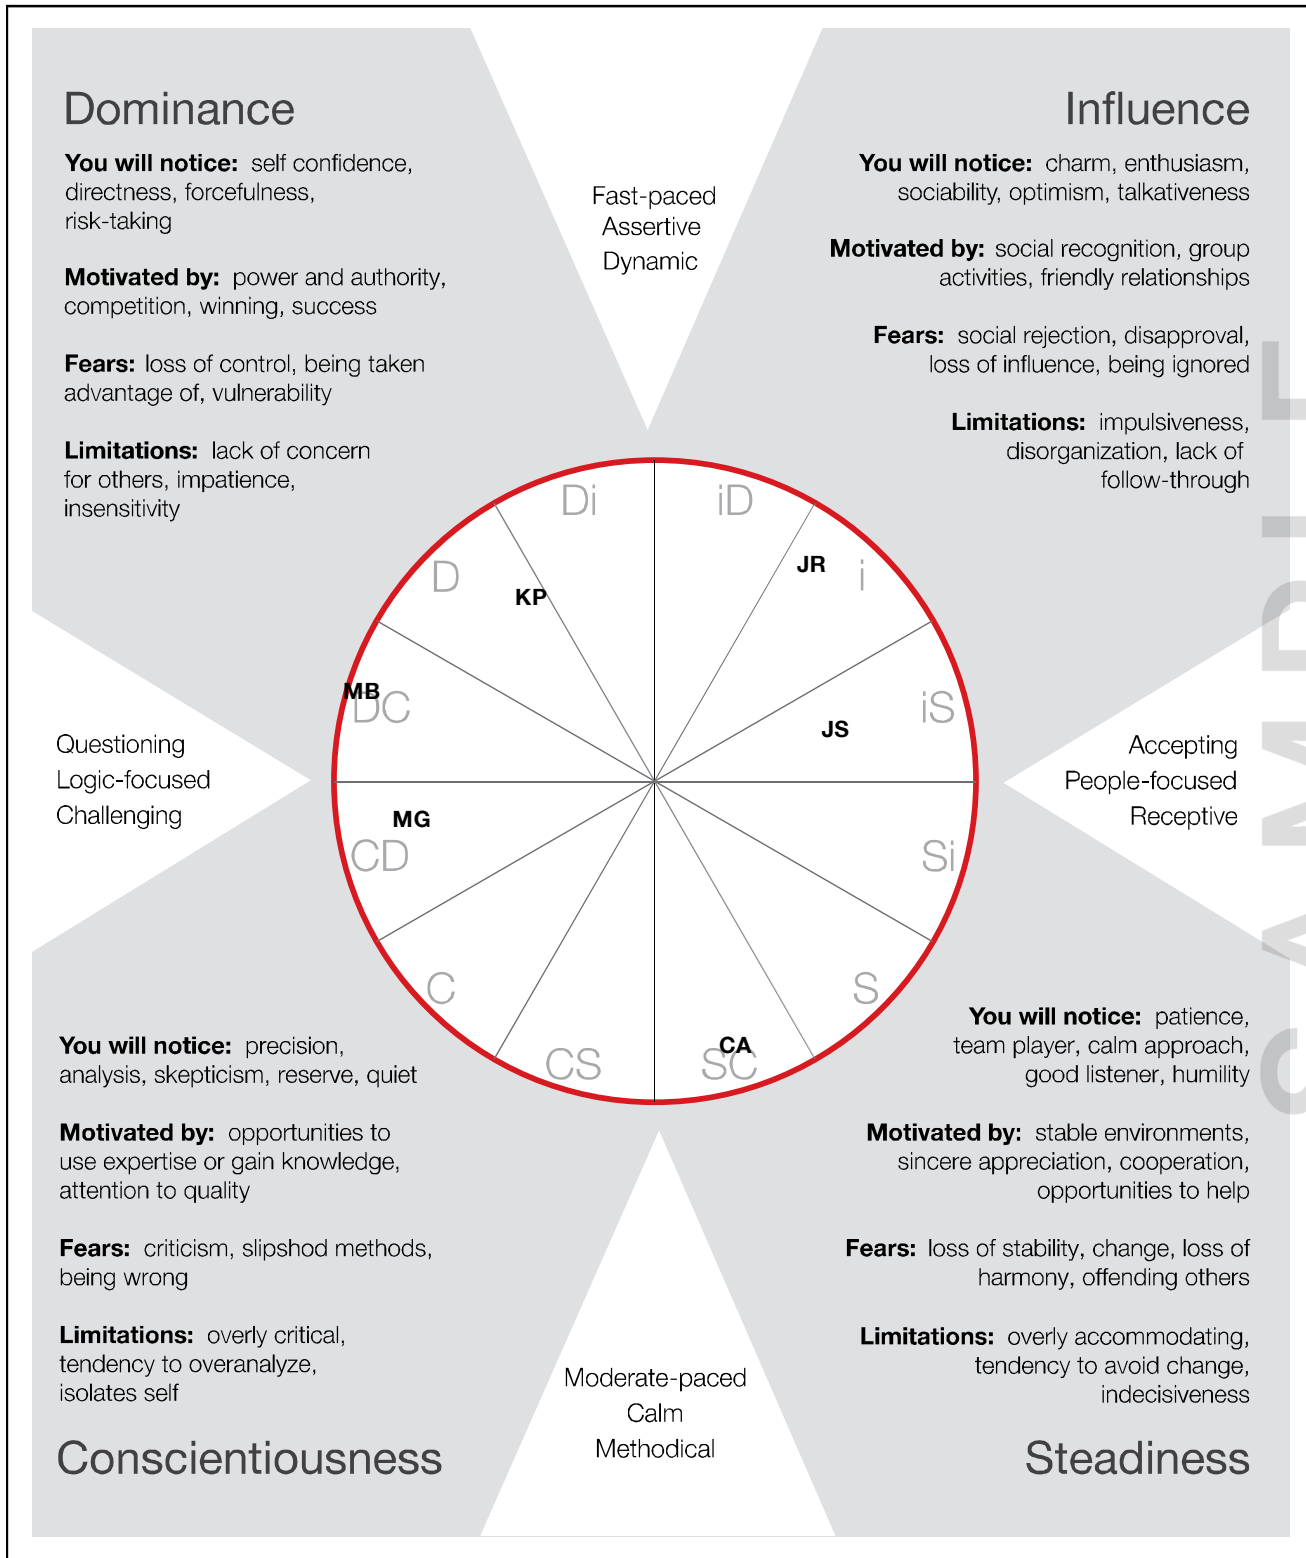 Dominance
You will notice: self confidence,
directness, forcefulness,
risk-taking
Motivated by: power and authority,
competition, winning, success
Fears: loss of control, being taken
advantage of, vulnerability
Limitations: lack of concern
for others, impatience,
insensitivity
Fast-paced
Assertive
Dynamic
Influence
You will notice: charm, enthusiasm,
sociability, optimism, talkativeness
Motivated by: social recognition, group
activities, friendly relationships
Fears: social rejection, disapproval,
loss of influence, being ignored
Limitations: impulsiveness,
disorganization, lack of
follow-through
Di
iD
JR
i
D
KP
MB
DC
iS
JS
Questioning
Logic-focused
Challenging
Accepting
People-focused
Receptive
MG
CD
Si
C
S
CA
CS
SC
You will notice: precision,
analysis, skepticism, reserve, quiet
Motivated by: opportunities to
use expertise or gain knowledge,
attention to quality
Fears: criticism, slipshod methods,
being wrong
Limitations: overly critical,
tendency to overanalyze,
isolates self
Conscientiousness
Moderate-paced
Calm
Methodical
You will notice: patience,
team player, calm approach,
good listener, humility
Motivated by: stable environments,
sincere appreciation, cooperation,
opportunities to help
Fears: loss of stability, change, loss of
harmony, offending others
Limitations: overly accommodating,
tendency to avoid change,
indecisiveness
Steadiness
SAMPLE